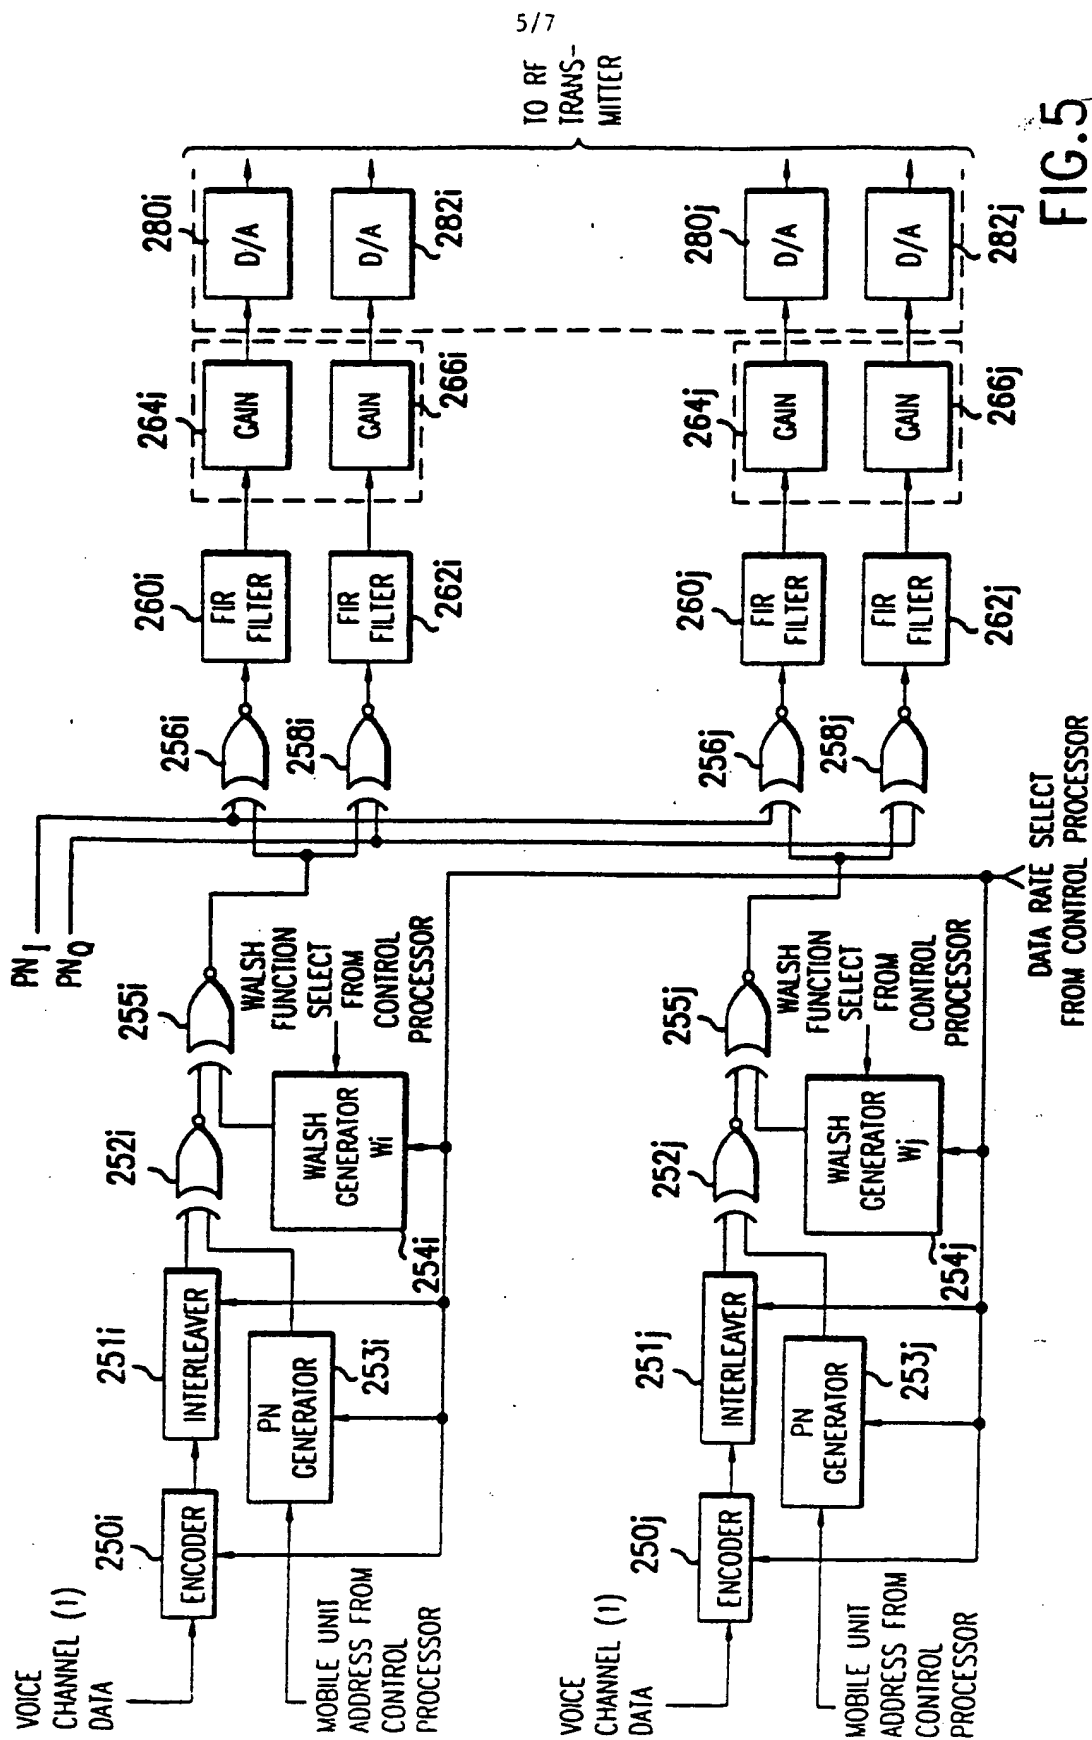 5/7
VOICE
CHANNEL (1)
DATA
MOBILE UNIT
ADDRESS FROM
CONTROL
PROCESSOR
250i
ENCODER
251i
INTERLEAVER
PN
GENERATOR
253i
252i
WALSH
GENERATOR
Wi
254i
255i
WALSH
FUNCTION
SELECT
FROM
CONTROL
PROCESSOR
PN I
PN Q
256i
258i
260i
FIR
FILTER
FIR
FILTER
262i
264i
GAIN
GAIN
266i
280i
D/A
D/A
282i
TO RF
TRANS-
MITTER
VOICE
CHANNEL (1)
DATA
MOBILE UNIT
ADDRESS FROM
CONTROL
PROCESSOR
250j
ENCODER
251j
INTERLEAVER
PN
GENERATOR
253j
252j
WALSH
GENERATOR
Wj
254j
255j
WALSH
FUNCTION
SELECT
FROM
CONTROL
PROCESSOR
256j
258j
260j
FIR
FILTER
FIR
FILTER
262j
264j
GAIN
GAIN
266j
280j
D/A
D/A
282j
DATA RATE SELECT
FROM CONTROL PROCESSOR
FIG.5